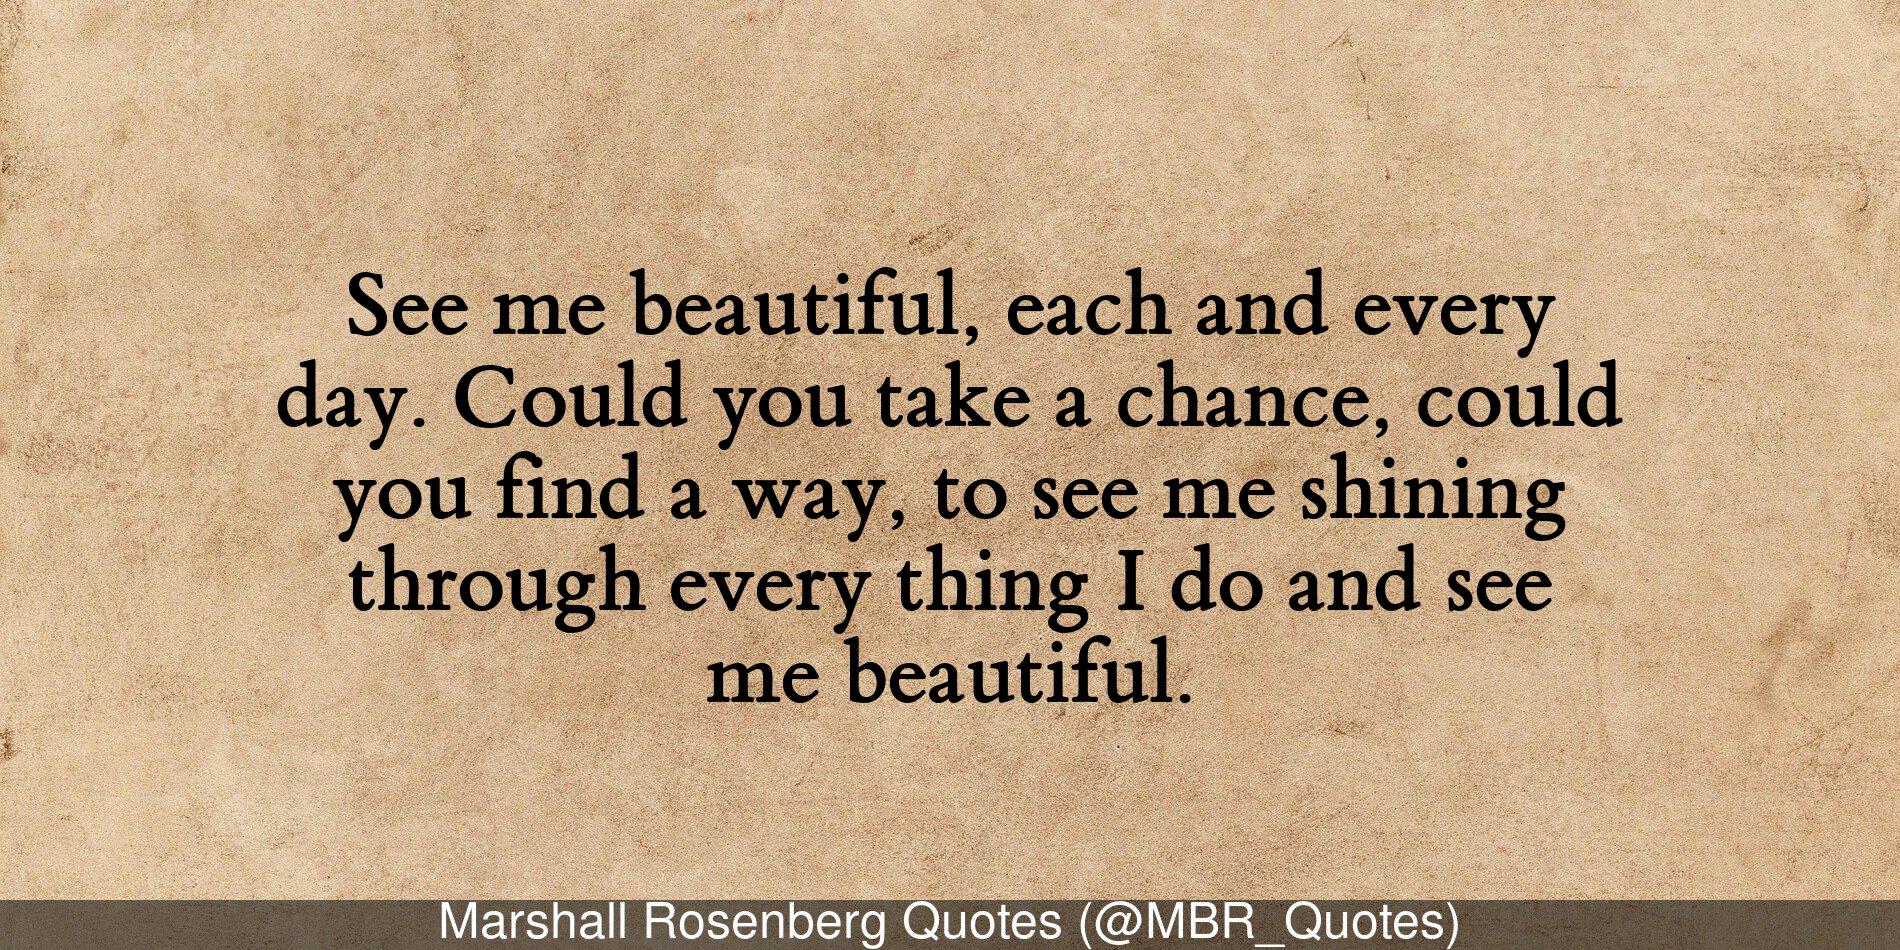 See me beautiful, each and every
day. Could you take a chance, could
you find a way, to see me shining
through every thing I do and see
me beautiful.
Marshall Rosenberg Quotes (@MBR_Quotes)